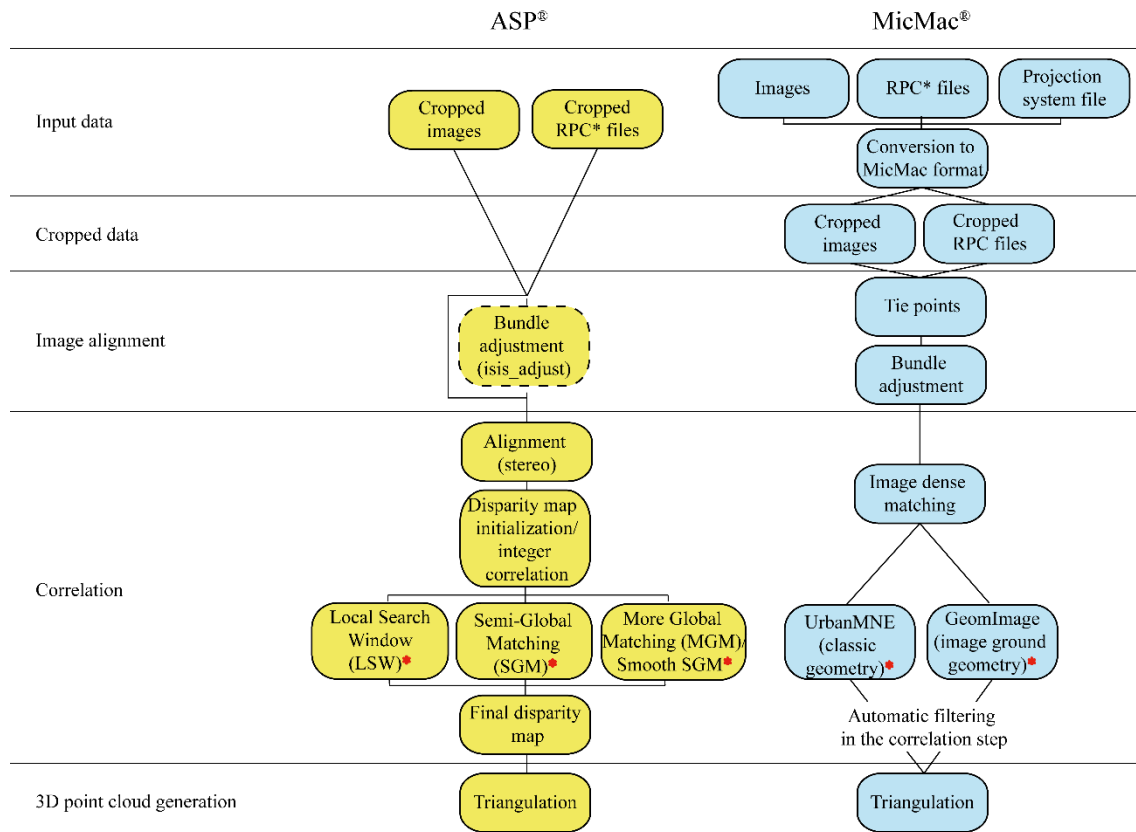 ASP®
MicMac®
Input data
Cropped
images
Cropped
RPC* files
Images
RPC* files
Projection
system file
Conversion to
MicMac format
Cropped data
Cropped
images
Cropped
RPC files
Image alignment
Bundle
adjustment
(isis_adjust)
Tie points
Bundle
adjustment
Correlation
Alignment
(stereo)
Disparity map
initialization/
integer
correlation
Local Search
Window
(LSW)*
Semi-Global
Matching
(SGM)*
More Global
Matching (MGM)/
Smooth SGM*
Final disparity
map
Image dense
matching
UrbanMNE
(classic
geometry)*
GeomImage
(image ground
geometry)*
Automatic filtering
in the correlation step
3D point cloud generation
Triangulation
Triangulation